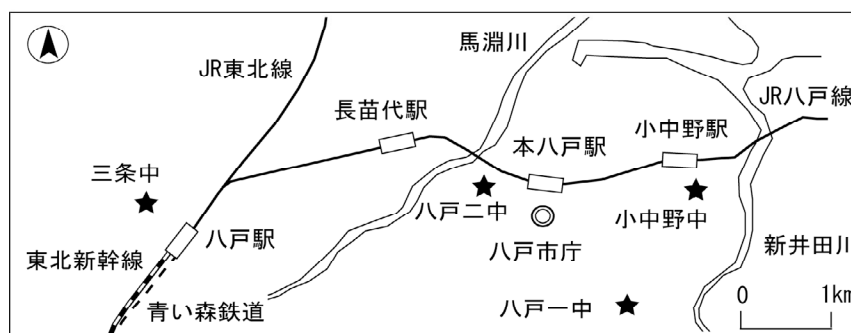 馬淵川
JR東北線
JR八戸線
長苗代駅
小中野駅
本八戸駅
三条中
八戸二中
小中野中
八戸駅
八戸市庁
新井田川
東北新幹線
青い森鉄道
八戸一中
0 1km